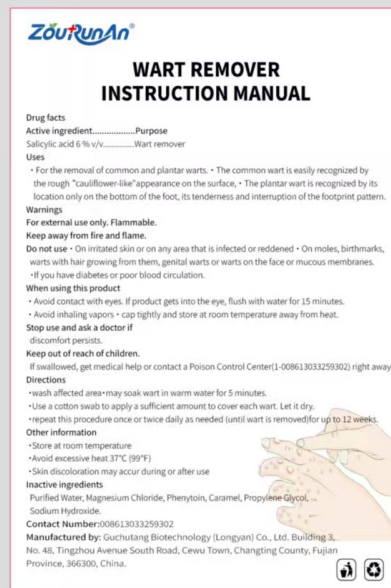 ZóuRunAn®
WART REMOVER
INSTRUCTION MANUAL
Drug facts
Active ingredient..................Purpose
Salicylic acid 6 % v/v.............Wart remover
Uses
• For the removal of common and plantar warts. • The common wart is easily recognized by
the rough "cauliflower-like"appearance on the surface, • The plantar wart is recognized by its
location only on the bottom of the foot, its tenderness and interruption of the footprint pattern.
Warnings
For external use only. Flammable.
Keep away from fire and flame.
Do not use • On irritated skin or on any area that is infected or reddened • On moles, birthmarks,
warts with hair growing from them, genital warts or warts on the face or mucous membranes.
•If you have diabetes or poor blood circulation.
When using this product
• Avoid contact with eyes. If product gets into the eye, flush with water for 15 minutes.
• Avoid inhaling vapors • cap tightly and store at room temperature away from heat.
Stop use and ask a doctor if
discomfort persists.
Keep out of reach of children.
If swallowed, get medical help or contact a Poison Control Center(1-008613033259302) right away
Directions
•wash affected area•may soak wart in warm water for 5 minutes.
•Use a cotton swab to apply a sufficient amount to cover each wart. Let it dry.
•repeat this procedure once or twice daily as needed (until wart is removed)for up to 12 weeks.
Other information
•Store at room temperature
•Avoid excessive heat 37°C (99°F)
•Skin discoloration may occur during or after use
Inactive ingredients
Purified Water, Magnesium Chloride, Phenytoin, Caramel, Propylene Glycol,
Sodium Hydroxide.
Contact Number:008613033259302
Manufactured by: Guchutang Biotechnology (Longyan) Co., Ltd. Building 3,
No. 48, Tingzhou Avenue South Road, Cewu Town, Changting County, Fujian
Province, 366300, China.